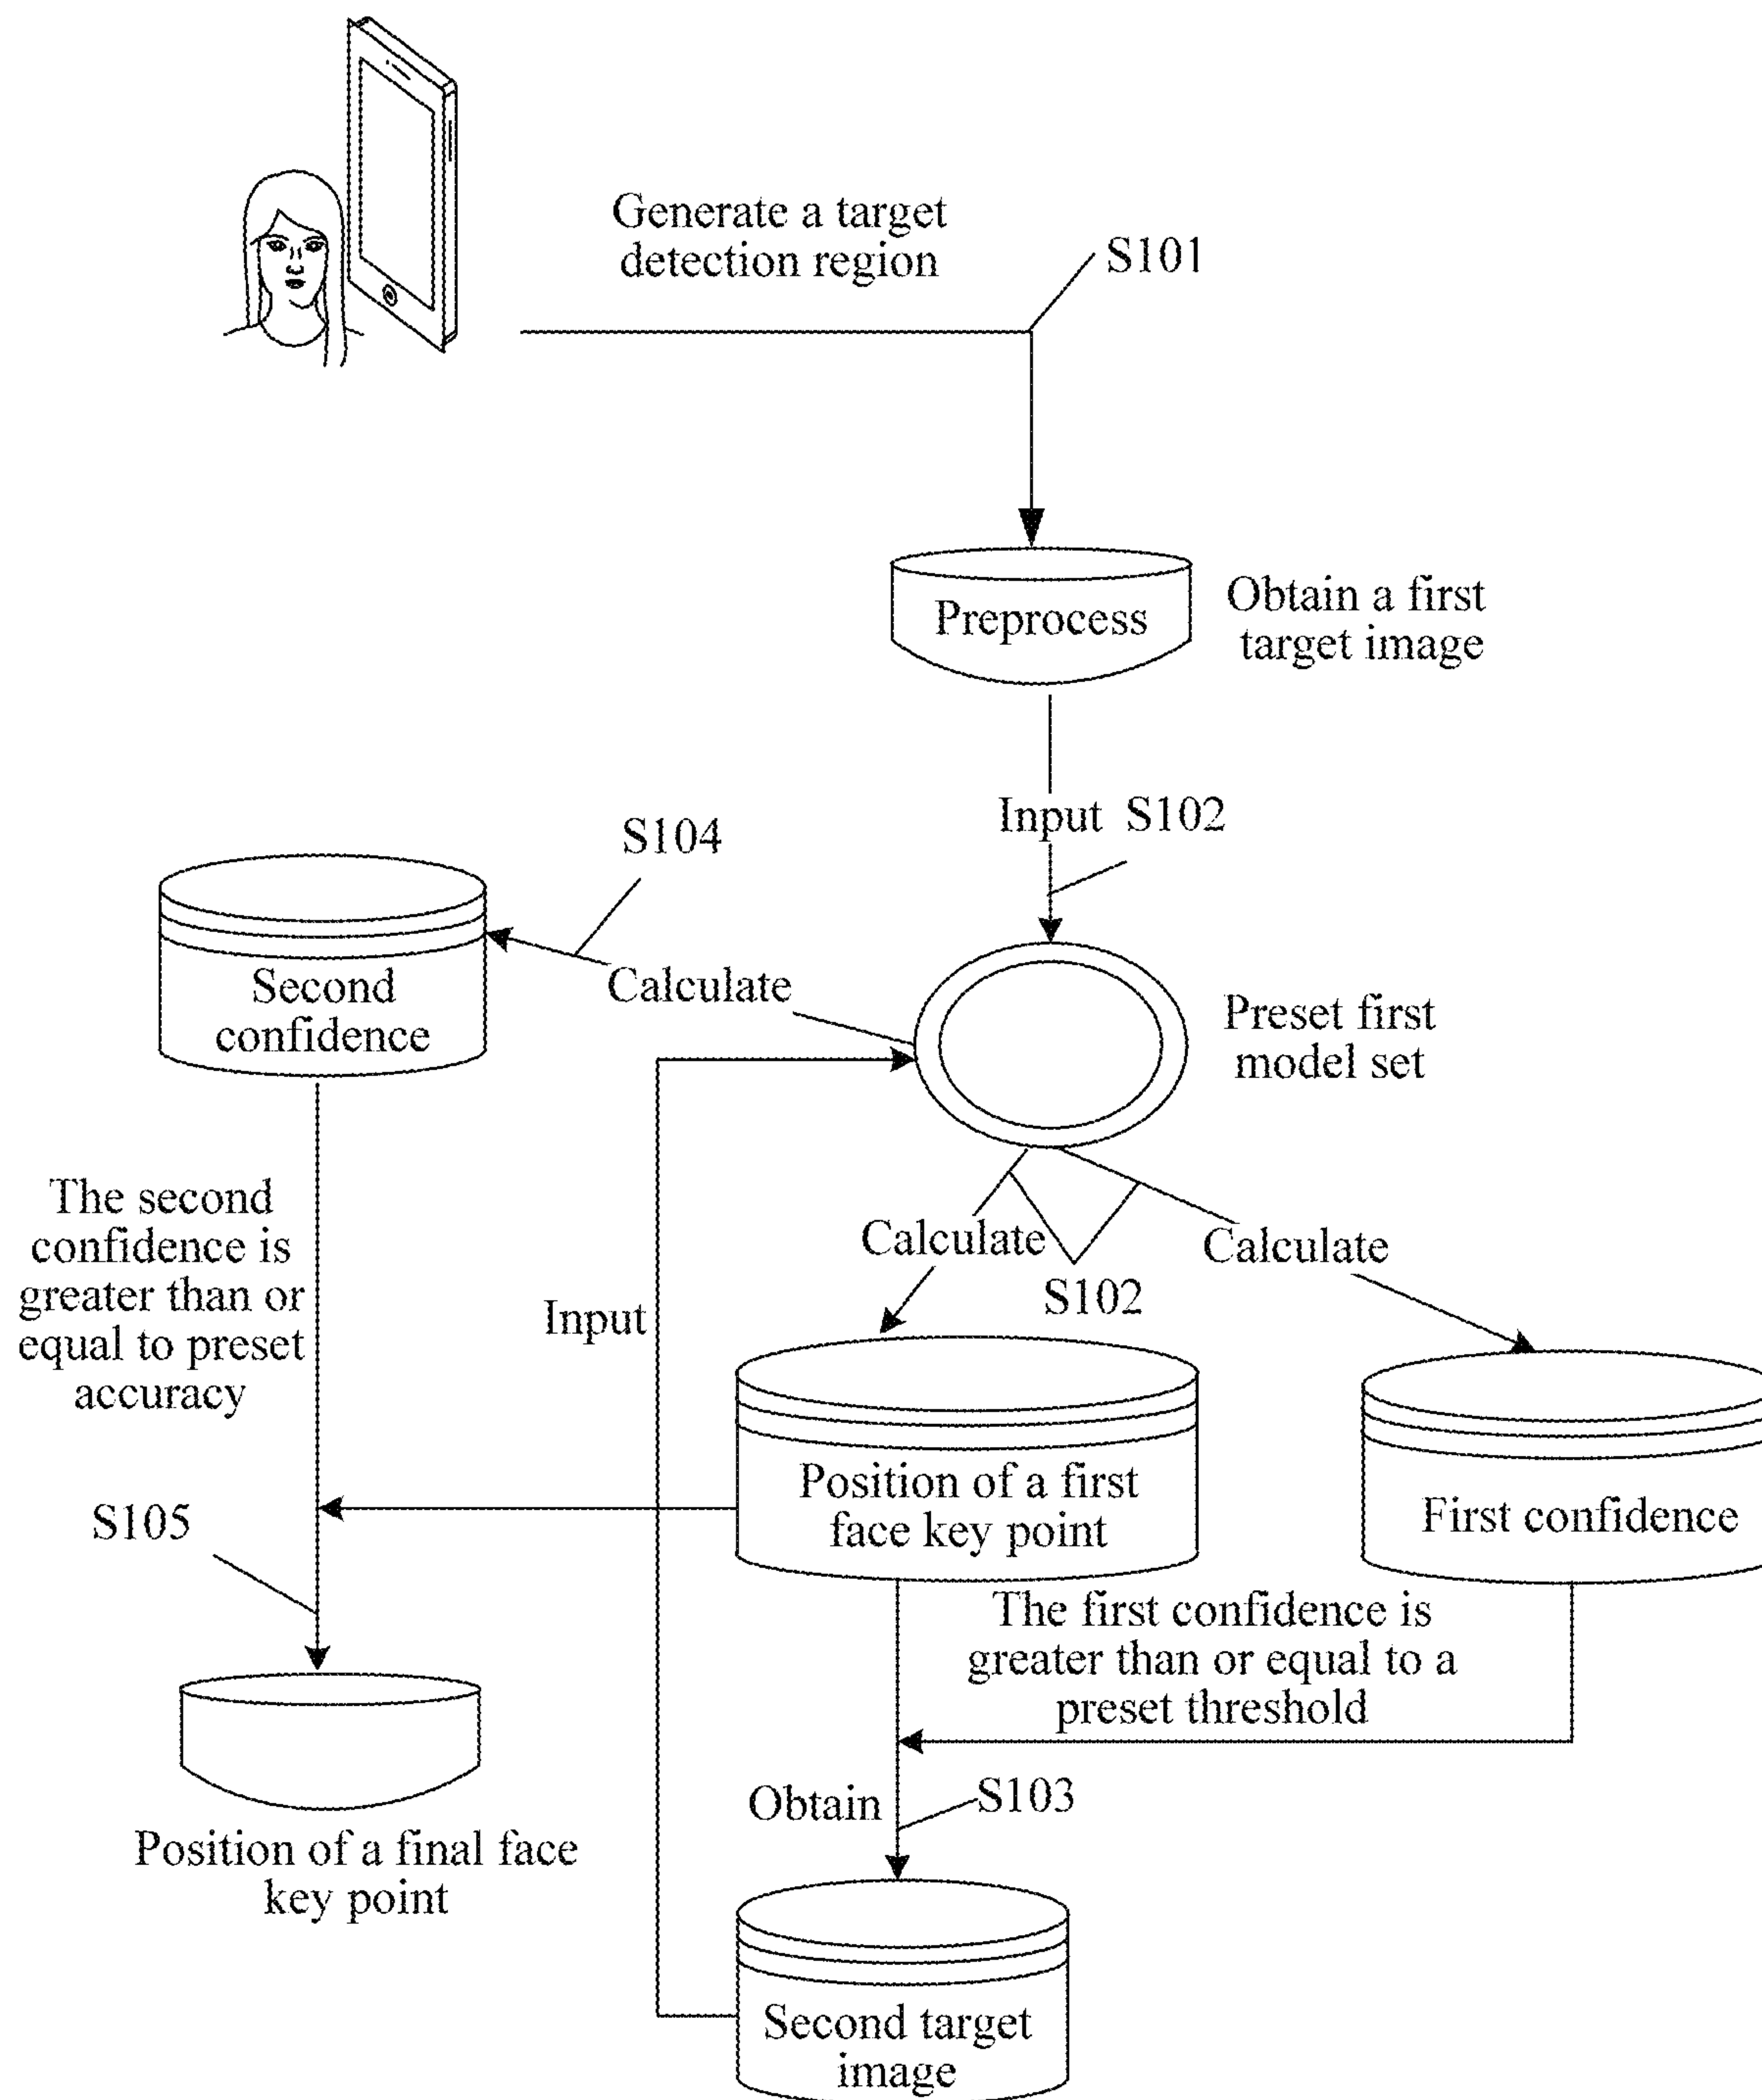 Generate a target
detection region
S101
Preprocess
Obtain a first
target image
Input S102
S104
Second
confidence
Calculate
Preset first
model set
The second
confidence is
greater than or
equal to preset
accuracy
Calculate
Calculate
S102
Input
Position of a first
face key point
First confidence
S105
The first confidence is
greater than or equal to a
preset threshold
Obtain
S103
Position of a final face
key point
Second target
image